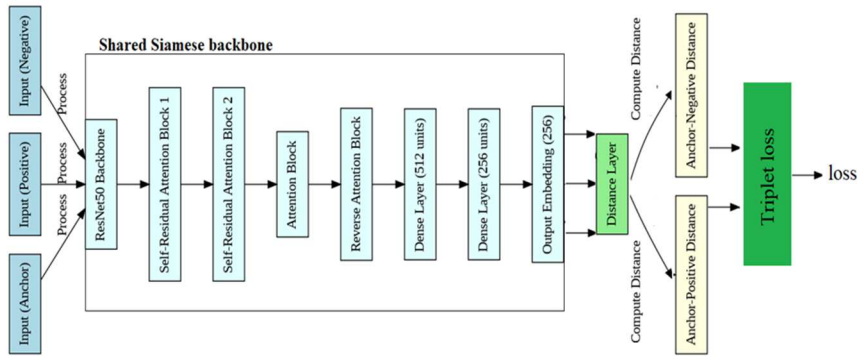 Shared Siamese backbone
Input (Negative)
Input (Positive)
Input (Anchor)
Process
Process
Process
ResNet50 Backbone
Self-Residual Attention Block 1
Self-Residual Attention Block 2
Attention Block
Reverse Attention Block
Dense Layer (512 units)
Dense Layer (256 units)
Output Embedding (256)
Distance Layer
Compute Distance
Compute Distance
Anchor-Negative Distance
Anchor-Positive Distance
Triplet loss
loss